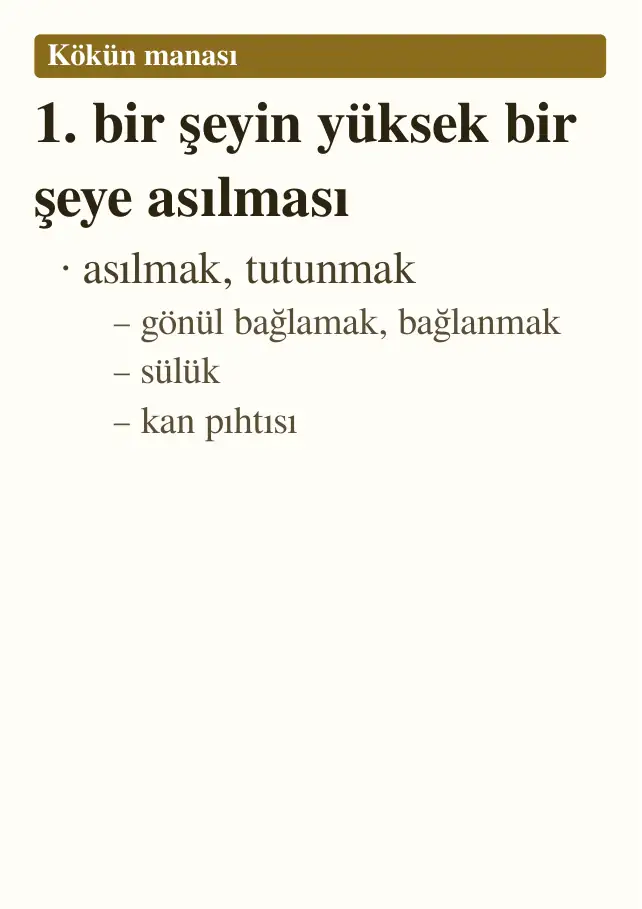 Kökün manası
1. bir şeyin yüksek bir
şeye asılması
· asılmak, tutunmak
– gönül bağlamak, bağlanmak
– sülük
– kan pıhtısı